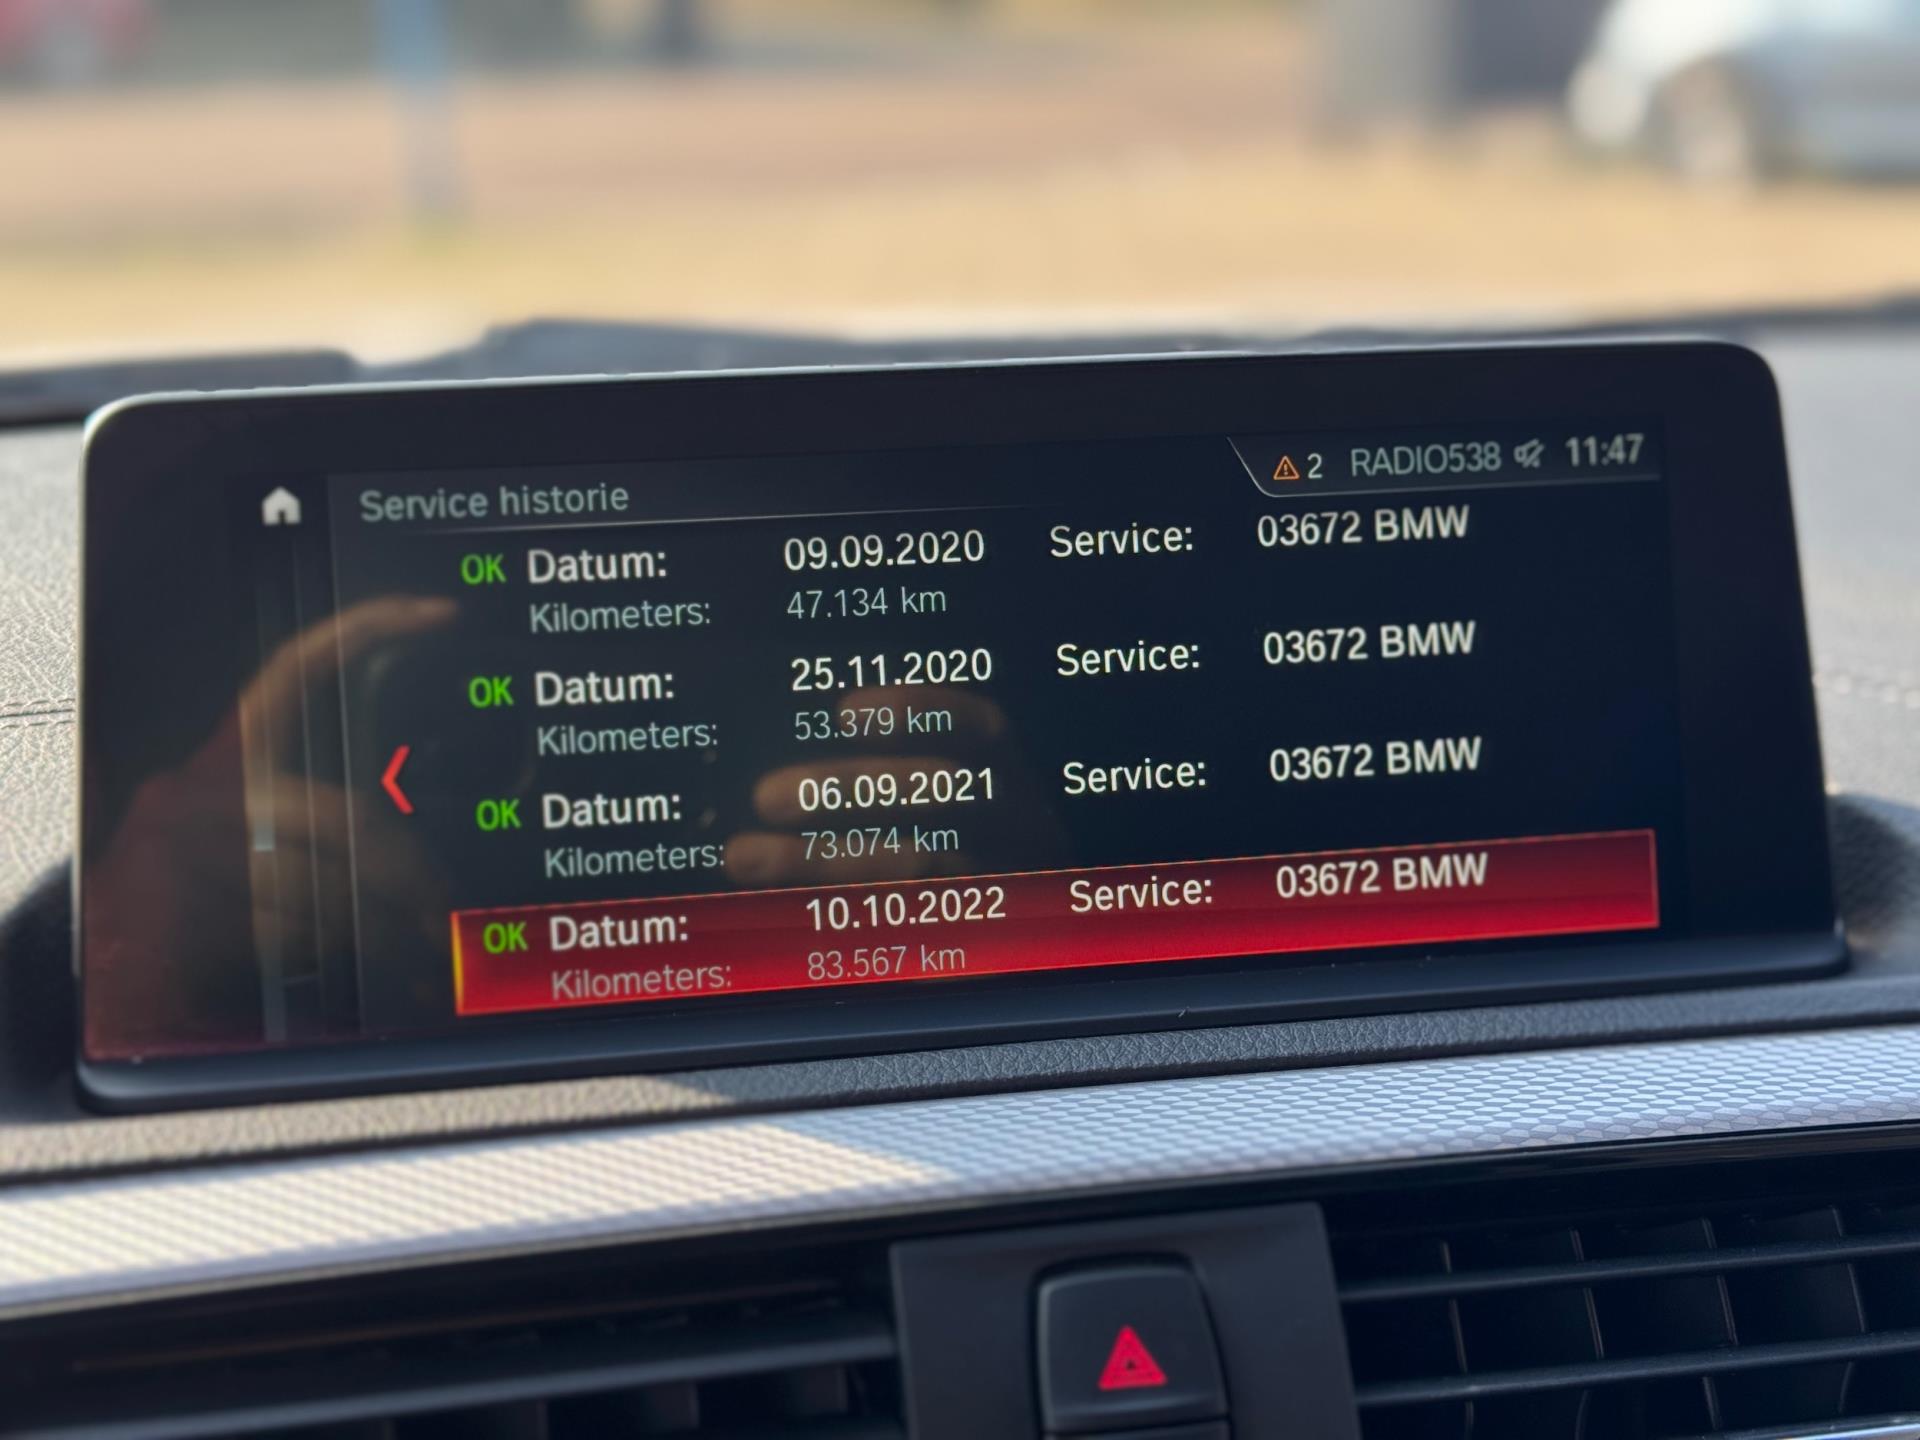 Service historie
2 RADIO538 11:47
OK Datum: 09.09.2020 Service: 03672 BMW
Kilometers: 47.134 km
OK Datum: 25.11.2020 Service: 03672 BMW
Kilometers: 53.379 km
OK Datum: 06.09.2021 Service: 03672 BMW
Kilometers: 73.074 km
OK Datum: 10.10.2022 Service: 03672 BMW
Kilometers: 83.567 km